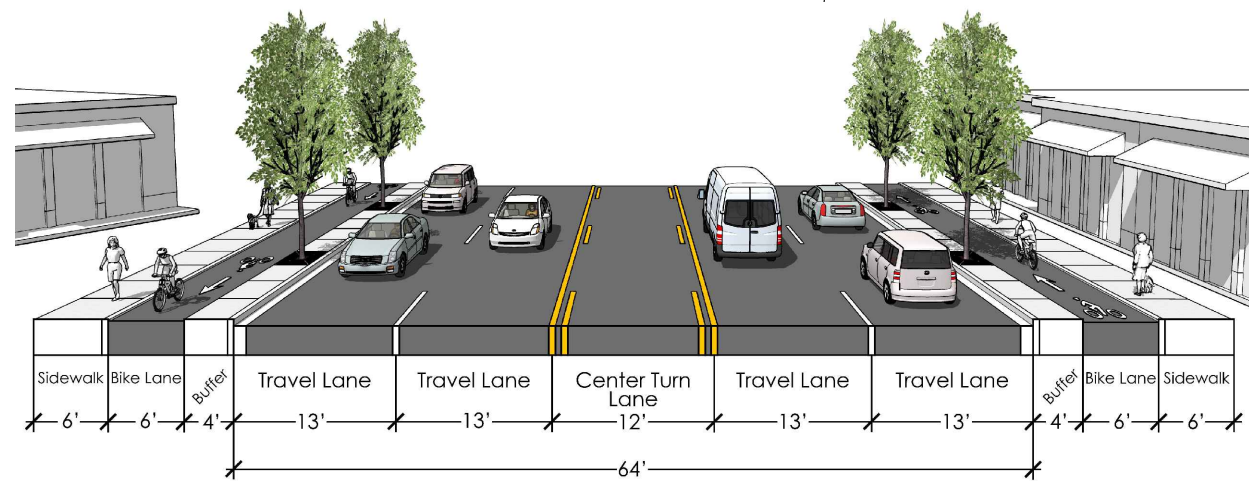 Sidewalk Bike Lane Buffer Travel Lane Travel Lane Center Turn Travel Lane Travel Lane Buffer Bike Lane Sidewalk
Lane
6' 6' 4' 13' 13' 12' 13' 13' 4' 6' 6'
64'